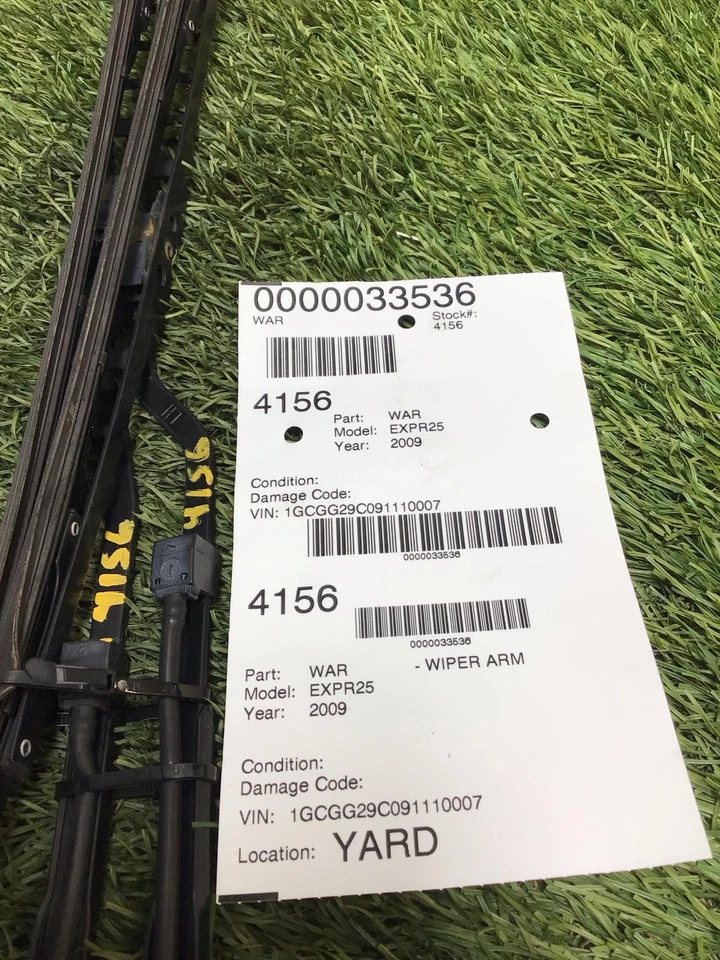 0000033536
WAR
Stock#:
4156
4156
Part: WAR
Model: EXPR25
Year: 2009
Condition:
Damage Code:
VIN: 1GCGG29C091110007
0000033536
4156
0000033536
Part: WAR - WIPER ARM
Model: EXPR25
Year: 2009
Condition:
Damage Code:
VIN: 1GCGG29C091110007
Location: YARD
4156
4156